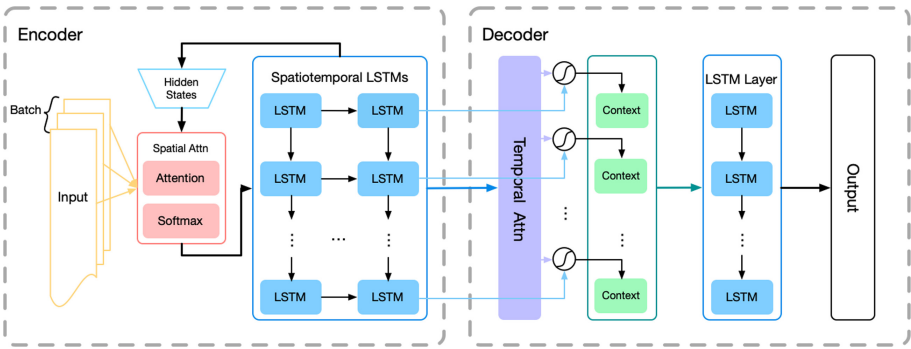 Encoder
Decoder
Hidden
States
Spatiotemporal LSTMs
LSTM Layer
Batch
LSTM
LSTM
Context
LSTM
Spatial Attn
Attention
Softmax
Input
LSTM
LSTM
Temporal Attn
Context
LSTM
Output
...
...
...
...
...
...
LSTM
LSTM
Context
LSTM